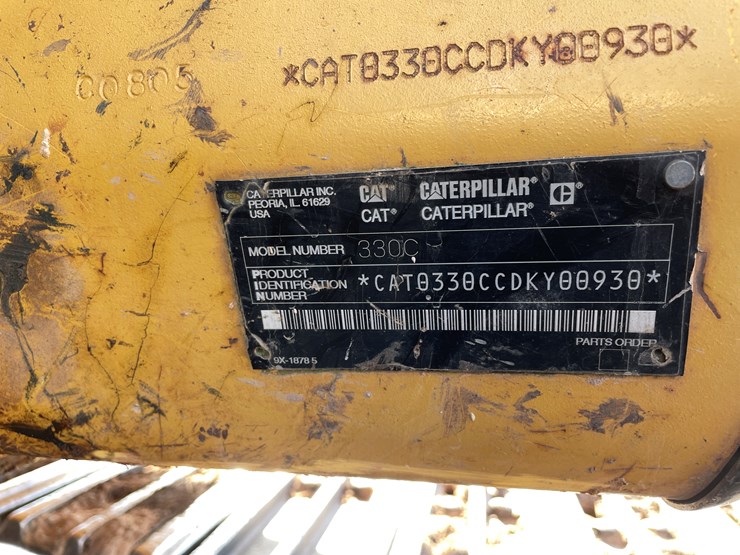 *CAT0330CCDKY00930*
C0805
CATERPILLAR INC.
PEORIA, IL. 61629
USA
CAT® CATERPILLAR® C
CAT® CATERPILLAR®
MODEL NUMBER 330C
PRODUCT
IDENTIFICATION
NUMBER *CAT0330CCDKY00930*
PARTS ORDER
9X-1878 5